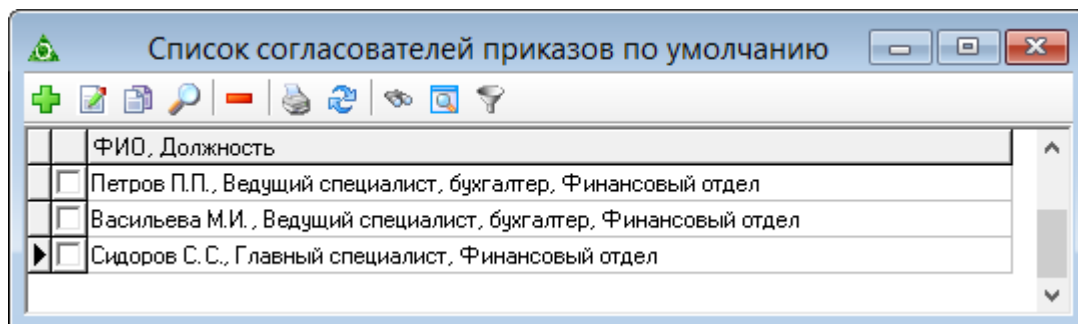 Список согласователей приказов по умолчанию
ФИО, Должность
Петров П.П., Ведущий специалист, бухгалтер, Финансовый отдел
Васильева М.И., Ведущий специалист, бухгалтер, Финансовый отдел
Сидоров С. С., Главный специалист, Финансовый отдел